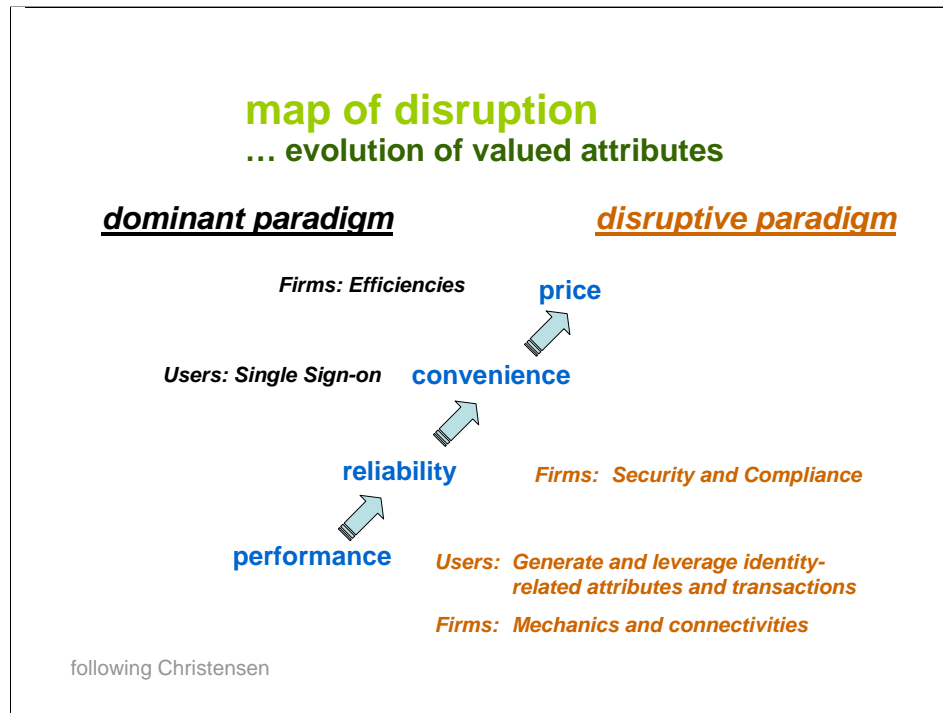 map of disruption
… evolution of valued attributes
dominant paradigm
disruptive paradigm
Firms: Efficiencies
price
Users: Single Sign-on
convenience
reliability
Firms: Security and Compliance
performance
Users: Generate and leverage identity-
related attributes and transactions
Firms: Mechanics and connectivities
following Christensen